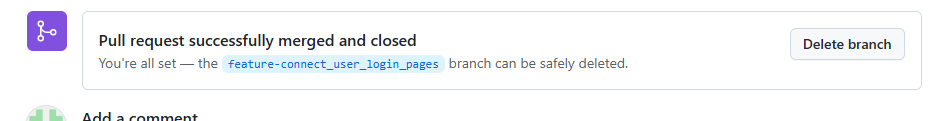 Pull request successfully merged and closed
You're all set — the feature-connect_user_login_pages branch can be safely deleted.
Delete branch
Add a comment